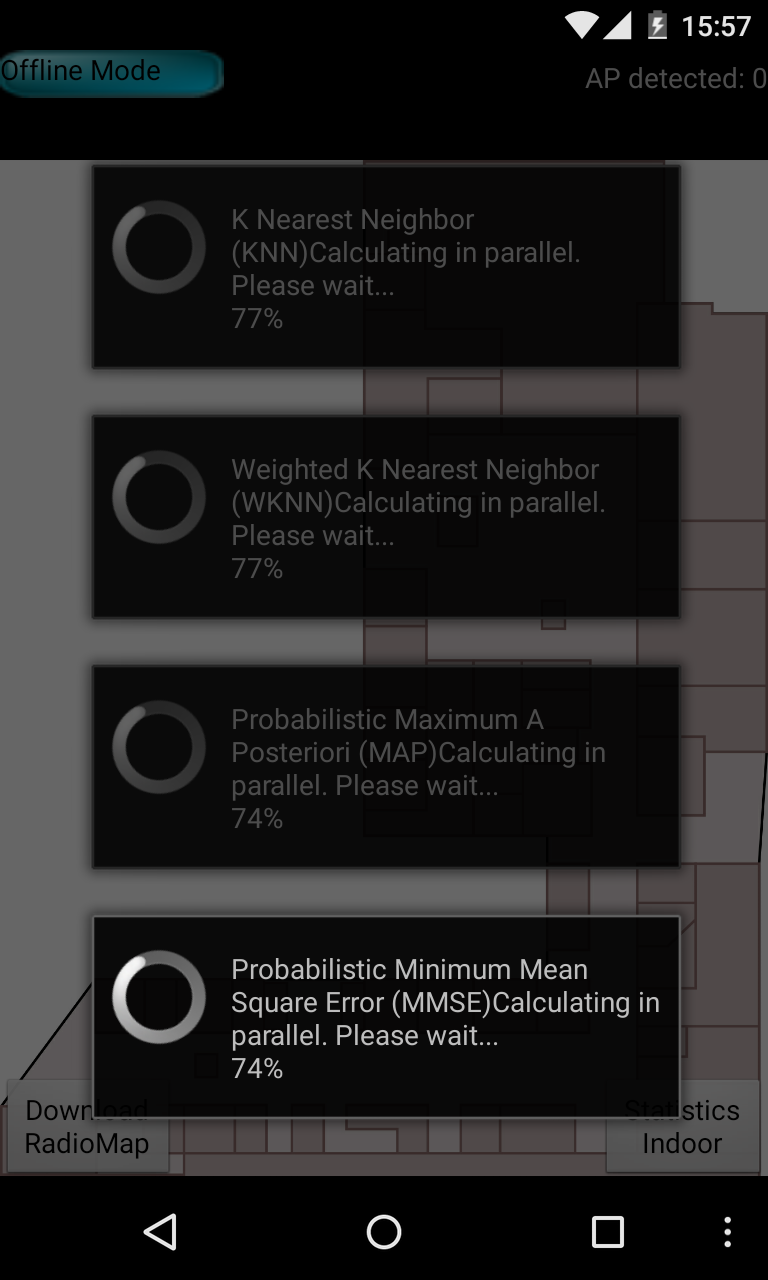 15:57
Offline Mode
AP detected: 0
K Nearest Neighbor
(KNN)Calculating in parallel.
Please wait...
77%
Weighted K Nearest Neighbor
(WKNN)Calculating in parallel.
Please wait...
77%
Probabilistic Maximum A
Posteriori (MAP)Calculating in
parallel. Please wait...
74%
Probabilistic Minimum Mean
Square Error (MMSE)Calculating in
parallel. Please wait...
74%
Download
RadioMap
Statistics
Indoor